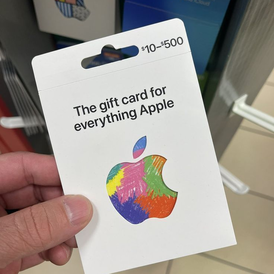 $10–$500
The gift card for
everything Apple